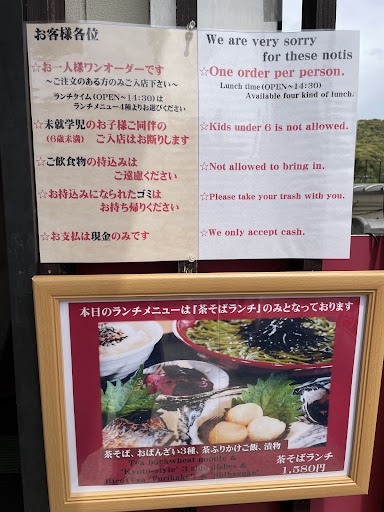 お客様各位
☆お一人様ワンオーダーです
～ご注文のある方のみご入店下さい～
ランチタイム(OPEN～14:30)は
ランチメニュー4種よりお選びください
☆未就学児のお子様ご同伴の
(6歳未満) ご入店はお断りします
☆ご飲食物の持込みは
ご遠慮ください
☆お持込みになられたゴミは
お持ち帰りください
☆お支払は現金のみです
We are very sorry
for these notis
☆One order per person.
Lunch time(OPEN～14:30)
Available four kind of lunch.
☆Kids under 6 is not allowed.
☆Not allowed to bring in.
☆Please take your trash with you.
☆We only accept cash.
本日のランチメニューは「茶そばランチ」のみとなっております
茶そば、おばんざい3種、茶ふりかけご飯、漬物
Tea buckwheat noodle &
"Kyoto-style" 3 side dishes &
Rice(Tea "Furikake")
茶そばランチ
1,580円